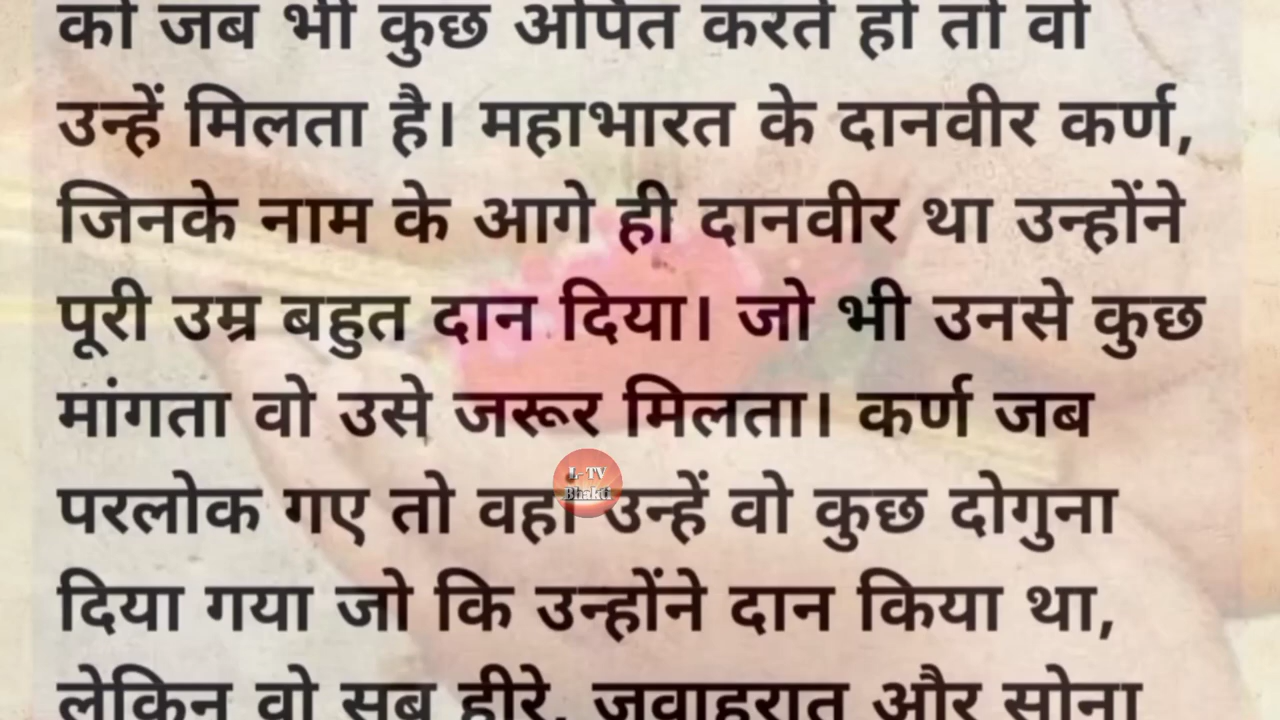 को जब भी कुछ अर्पित करते हो तो वो
उन्हें मिलता है। महाभारत के दानवीर कर्ण,
जिनके नाम के आगे ही दानवीर था उन्होंने
पूरी उम्र बहुत दान दिया। जो भी उनसे कुछ
मांगता वो उसे जरूर मिलता। कर्ण जब
परलोक गए तो वहां उन्हें वो कुछ दोगुना
L-TV
Bhakti
दिया गया जो कि उन्होंने दान किया था,
लेकिन वो सब हीरे, जवाहरात और सोना